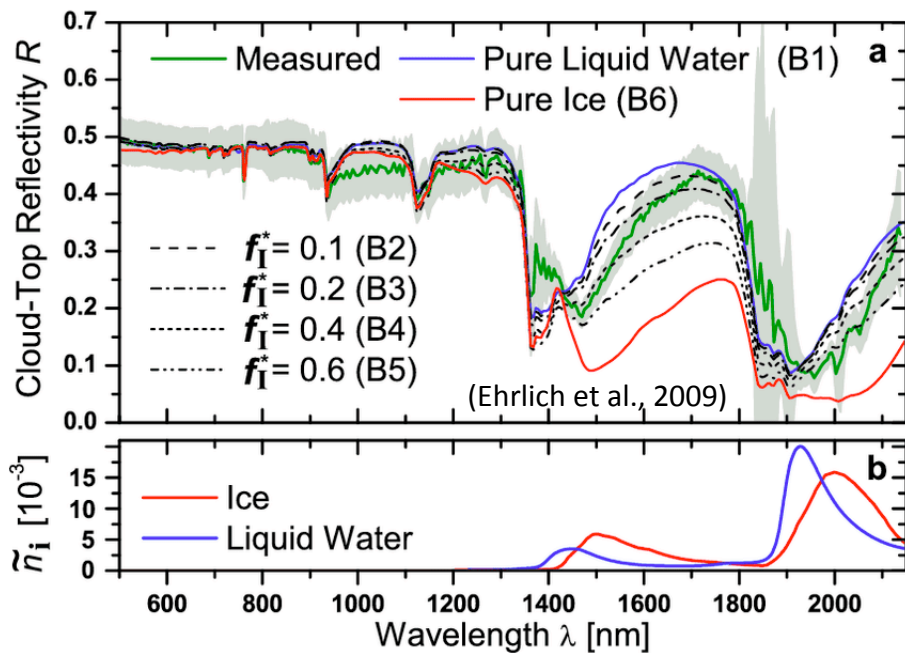 0.7
0.6
0.5
0.4
0.3
0.2
0.1
0.0
Cloud-Top Reflectivity R
Measured
Pure Liquid Water (B1)
Pure Ice (B6)
a
f*I = 0.1 (B2)
f*I = 0.2 (B3)
f*I = 0.4 (B4)
f*I = 0.6 (B5)
(Ehrlich et al., 2009)
15
10
5
0
ñi [10-3]
Ice
Liquid Water
b
600 800 1000 1200 1400 1600 1800 2000
Wavelength λ [nm]